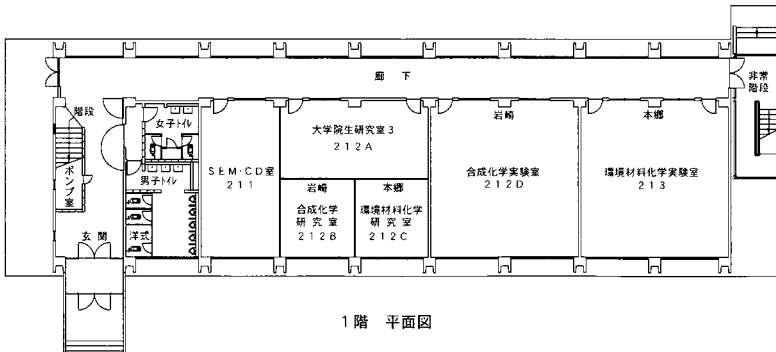 廊 下
非常
階段
階段
ポンプ室
玄 関
女子トイレ
男子トイレ
洋式
SEM・CD室
211
大学院生研究室3
212A
岩崎
合成化学
研 究 室
212B
本郷
環境材料化学
研 究 室
212C
岩崎
合成化学実験室
212D
本郷
環境材料化学実験室
213
1階 平面図